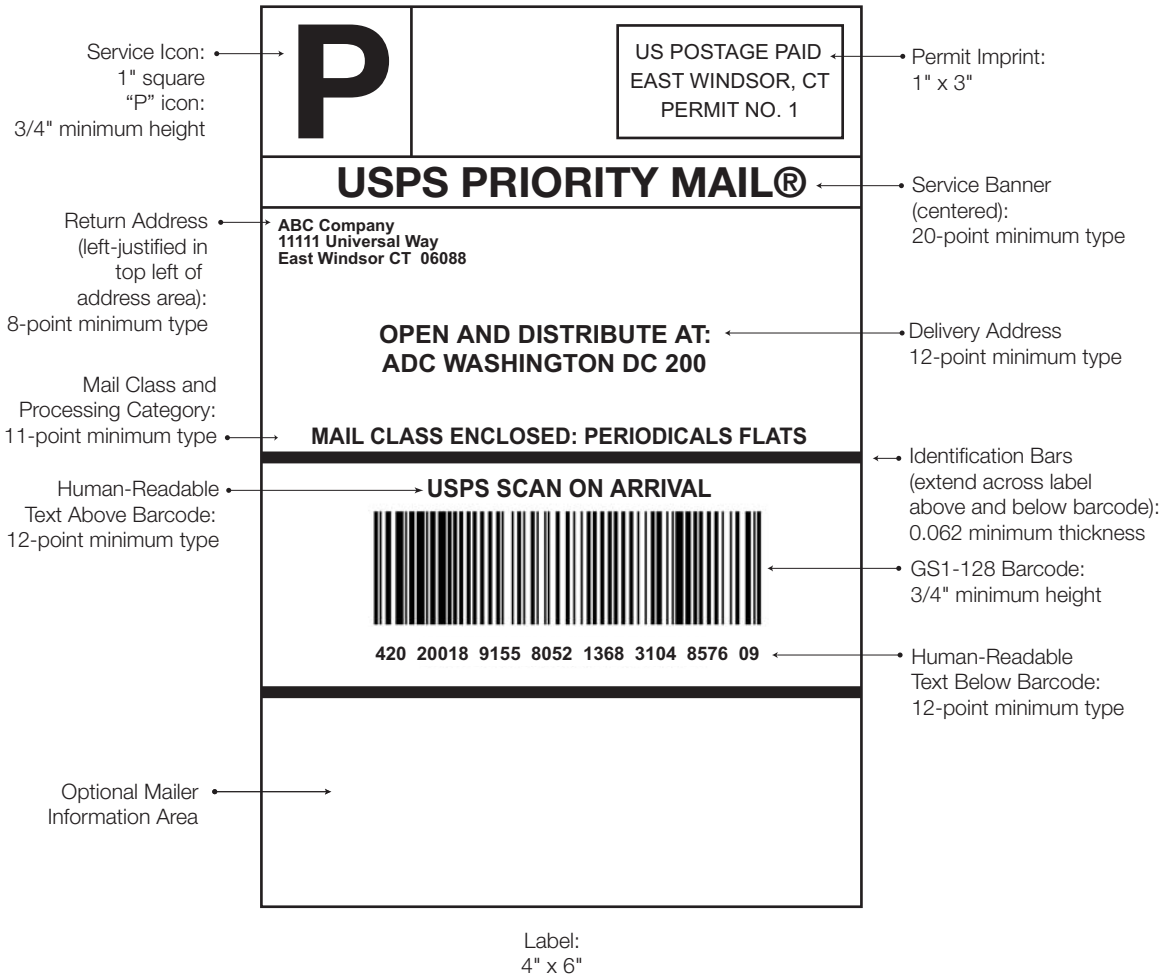 Service Icon:
1" square
“P” icon:
3/4" minimum height
P
US POSTAGE PAID
EAST WINDSOR, CT
PERMIT NO. 1
Permit Imprint:
1" x 3"
USPS PRIORITY MAIL®
Service Banner
(centered):
20-point minimum type
Return Address
(left-justified in
top left of
address area):
8-point minimum type
ABC Company
11111 Universal Way
East Windsor CT 06088
OPEN AND DISTRIBUTE AT:
ADC WASHINGTON DC 200
Delivery Address
12-point minimum type
Mail Class and
Processing Category:
11-point minimum type
MAIL CLASS ENCLOSED: PERIODICALS FLATS
Identification Bars
(extend across label
above and below barcode):
0.062 minimum thickness
Human-Readable
Text Above Barcode:
12-point minimum type
USPS SCAN ON ARRIVAL
GS1-128 Barcode:
3/4" minimum height
420 20018 9155 8052 1368 3104 8576 09
Human-Readable
Text Below Barcode:
12-point minimum type
Optional Mailer
Information Area
Label:
4" x 6"